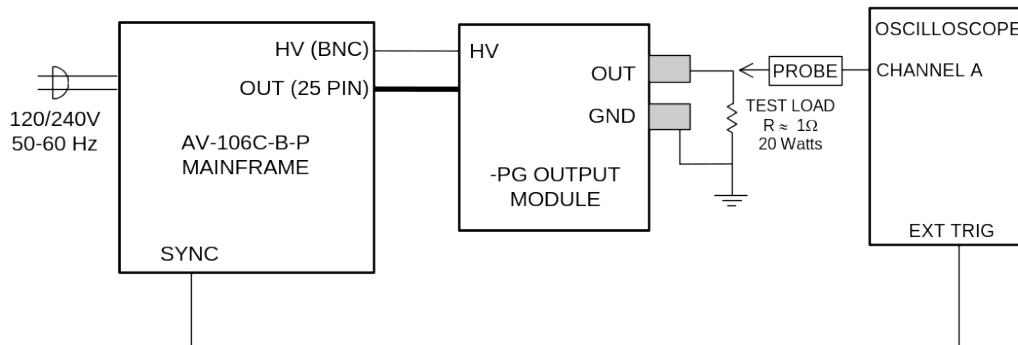 120/240V
50-60 Hz
HV (BNC)
OUT (25 PIN)
AV-106C-B-P
MAINFRAME
SYNC
HV
OUT
GND
-PG OUTPUT
MODULE
PROBE
TEST LOAD
R ≈ 1Ω
20 Watts
OSCILLOSCOPE
CHANNEL A
EXT TRIG